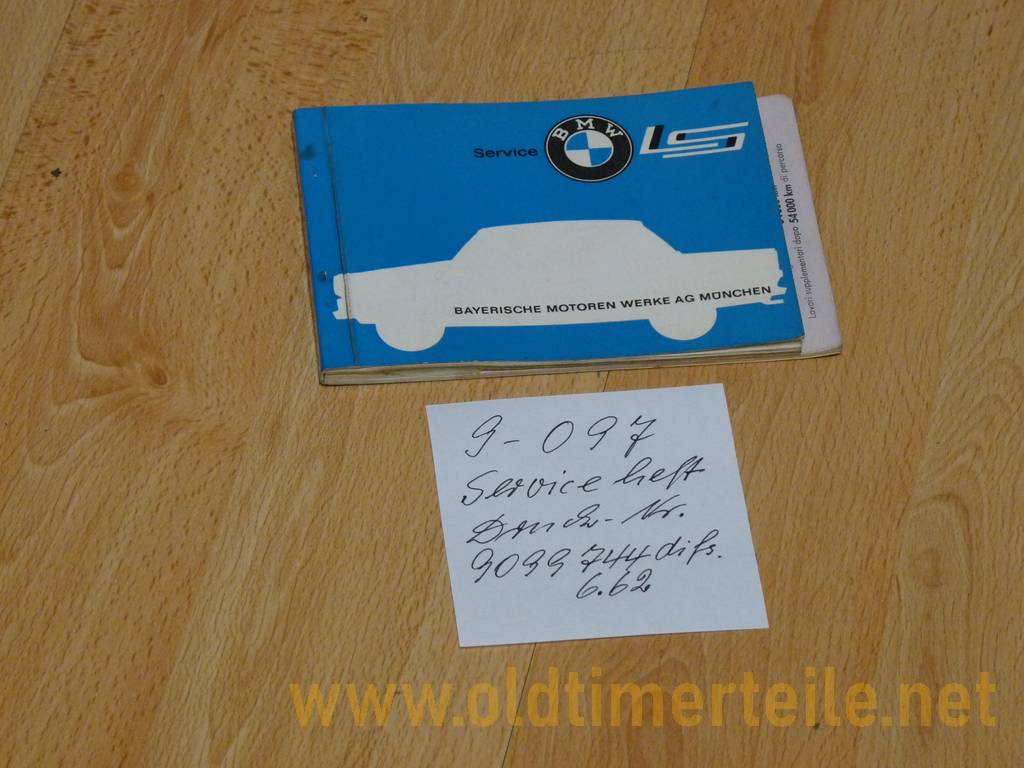 Service BMW LS
BAYERISCHE MOTOREN WERKE AG MÜNCHEN
Lavori supplementari dopo 54000 km di percorso
9-097
Serviceheft
Druck-Nr.
9099 744 difs.
6.62
www.oldtimerteile.net